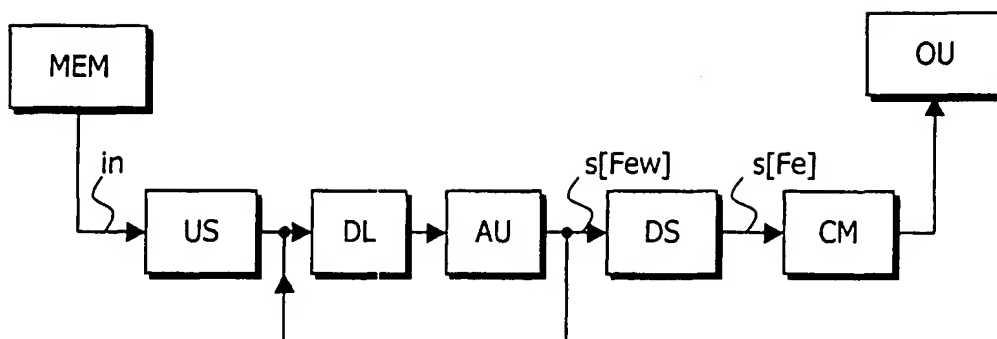 MEM
OU
in
s[Few]
s[Fe]
US
DL
AU
DS
CM